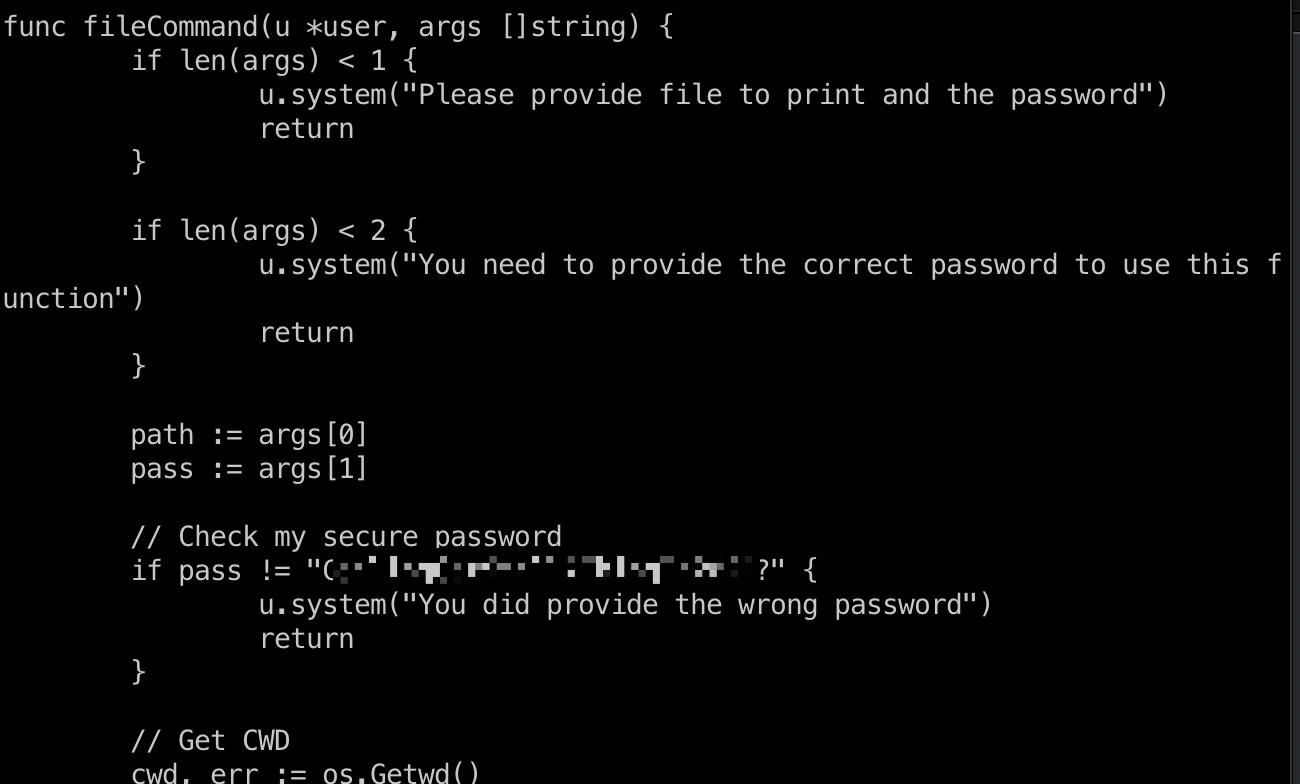 func fileCommand(u *user, args []string) {
        if len(args) < 1 {
                u.system("Please provide file to print and the password")
                return
        }

        if len(args) < 2 {
                u.system("You need to provide the correct password to use this f
unction")
                return
        }

        path := args[0]
        pass := args[1]

        // Check my secure password
        if pass != " ?" {
                u.system("You did provide the wrong password")
                return
        }

        // Get CWD
        cwd, err := os.Getwd()